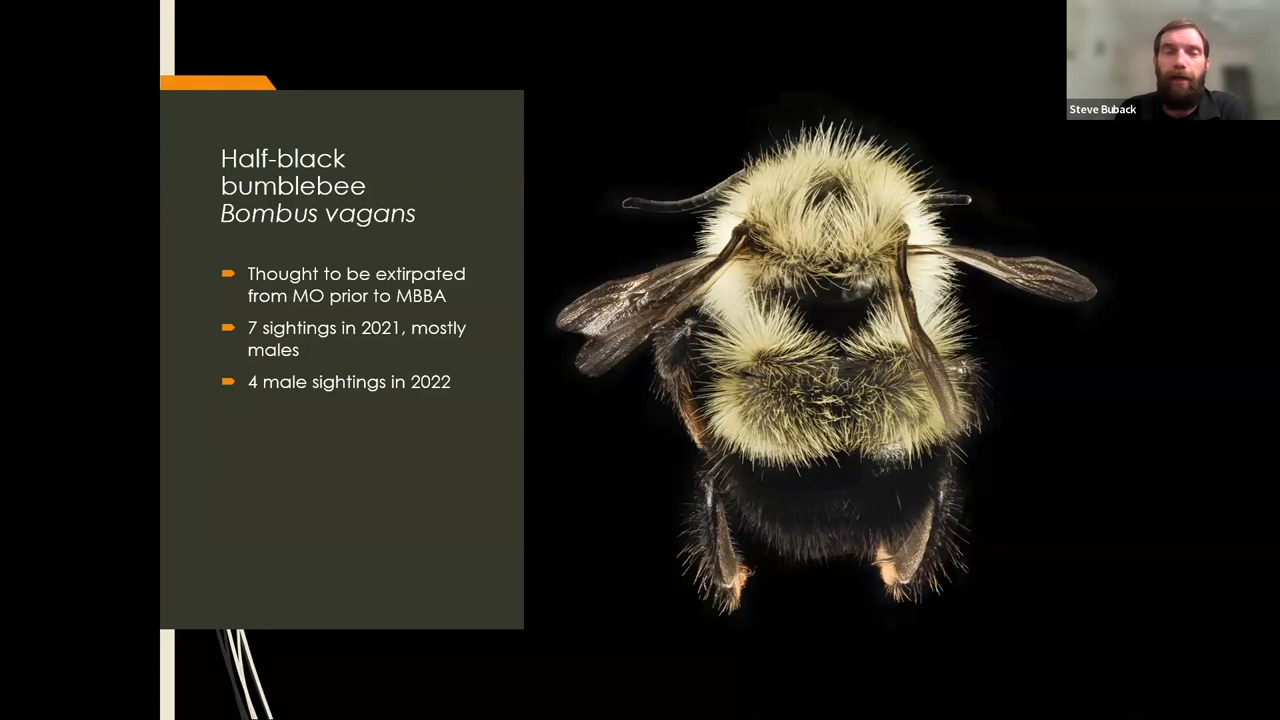 Steve Buback
Half-black
bumblebee
Bombus vagans
Thought to be extirpated
from MO prior to MBBA
7 sightings in 2021, mostly
males
4 male sightings in 2022